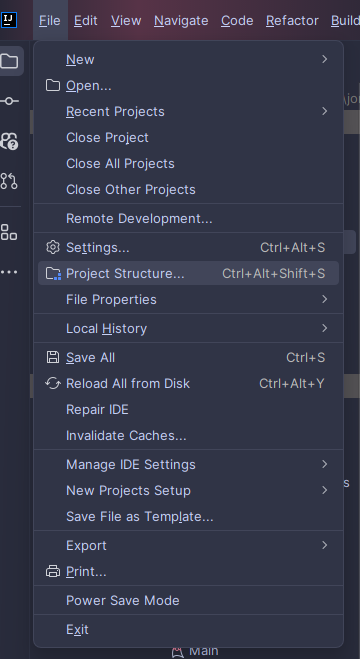 IJ File Edit View Navigate Code Refactor Build
New
Open...
Recent Projects
Close Project
Close All Projects
Close Other Projects
Remote Development...
Settings... Ctrl+Alt+S
Project Structure... Ctrl+Alt+Shift+S
File Properties
Local History
Save All Ctrl+S
Reload All from Disk Ctrl+Alt+Y
Repair IDE
Invalidate Caches...
Manage IDE Settings
New Projects Setup
Save File as Template...
Export
Print...
Power Save Mode
Exit
Main